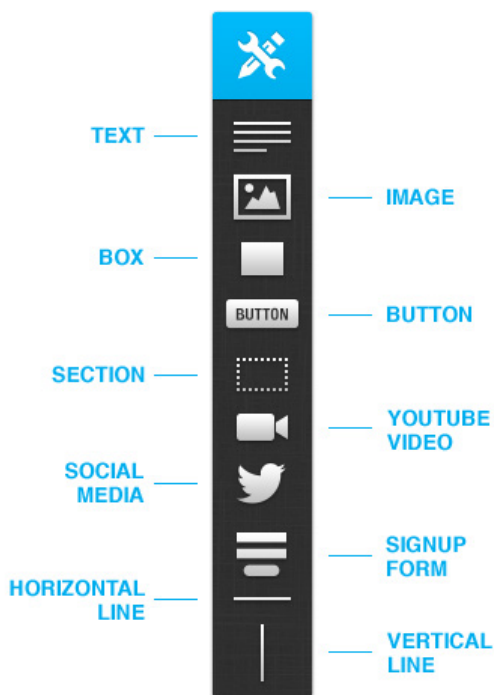 TEXT
IMAGE
BOX
BUTTON
BUTTON
SECTION
YOUTUBE
VIDEO
SOCIAL
MEDIA
SIGNUP
FORM
HORIZONTAL
LINE
VERTICAL
LINE